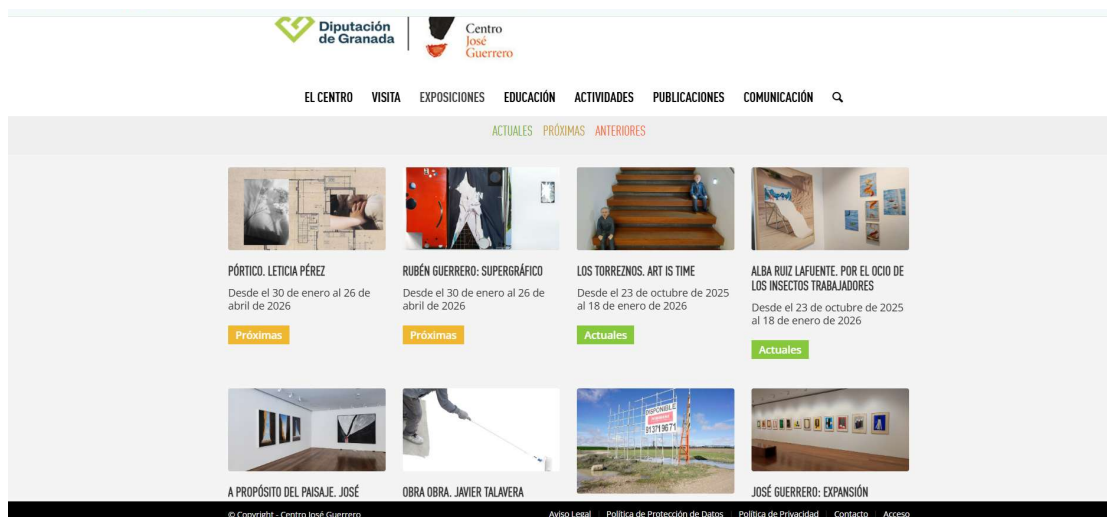 Diputación
de Granada
Centro
José
Guerrero
EL CENTRO VISITA EXPOSICIONES EDUCACIÓN ACTIVIDADES PUBLICACIONES COMUNICACIÓN
ACTUALES PRÓXIMAS ANTERIORES
PÓRTICO. LETICIA PÉREZ
Desde el 30 de enero al 26 de
abril de 2026
Próximas
RUBÉN GUERRERO: SUPERGRÁFICO
Desde el 30 de enero al 26 de
abril de 2026
Próximas
LOS TORREZNOS. ART IS TIME
Desde el 23 de octubre de 2025
al 18 de enero de 2026
Actuales
ALBA RUIZ LAFUENTE. POR EL OCIO DE
LOS INSECTOS TRABAJADORES
Desde el 23 de octubre de 2025
al 18 de enero de 2026
Actuales
A PROPÓSITO DEL PAISAJE. JOSÉ
OBRA OBRA. JAVIER TALAVERA
DISPONIBLE
913719671
JOSÉ GUERRERO: EXPANSIÓN
© Copyright - Centro José Guerrero
Aviso Legal Política de Protección de Datos Política de Privacidad Contacto Acceso